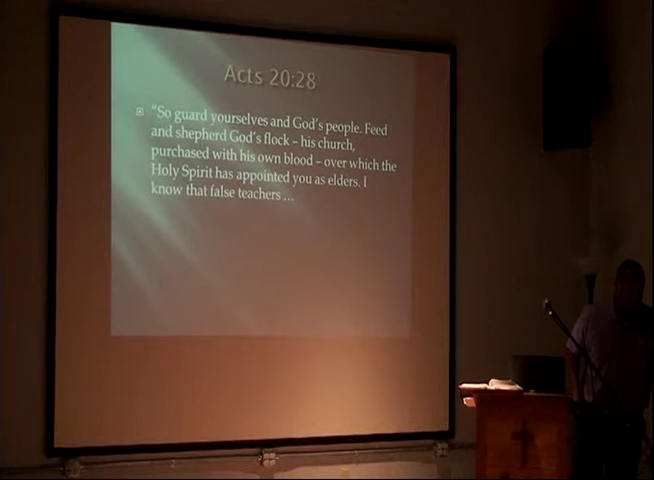 Acts 20:28
“So guard yourselves and God’s people. Feed
and shepherd God’s flock – his church,
purchased with his own blood – over which the
Holy Spirit has appointed you as elders. I
know that false teachers ...